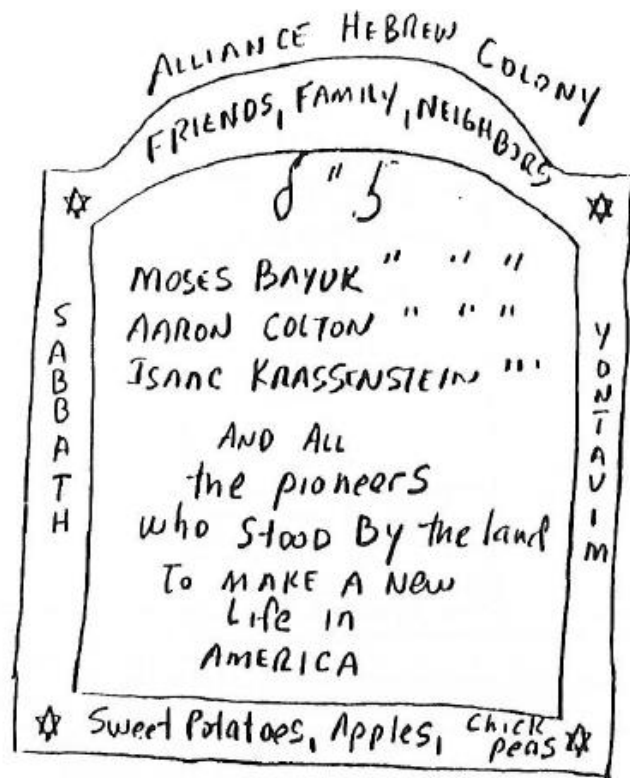 ALLIANCE HEBREW COLONY
FRIENDS, FAMILY, NEIGHBORS
ז"ל
MOSES BAYUK " " "
AARON COLTON " " "
ISAAC KRASSENSTEIN " "
AND ALL
the pioneers
who STOOD By the land
To MAKE A New
Life in
AMERICA
SABBATH
YONTAVIM
Sweet Potatoes, Apples, Chick
peas